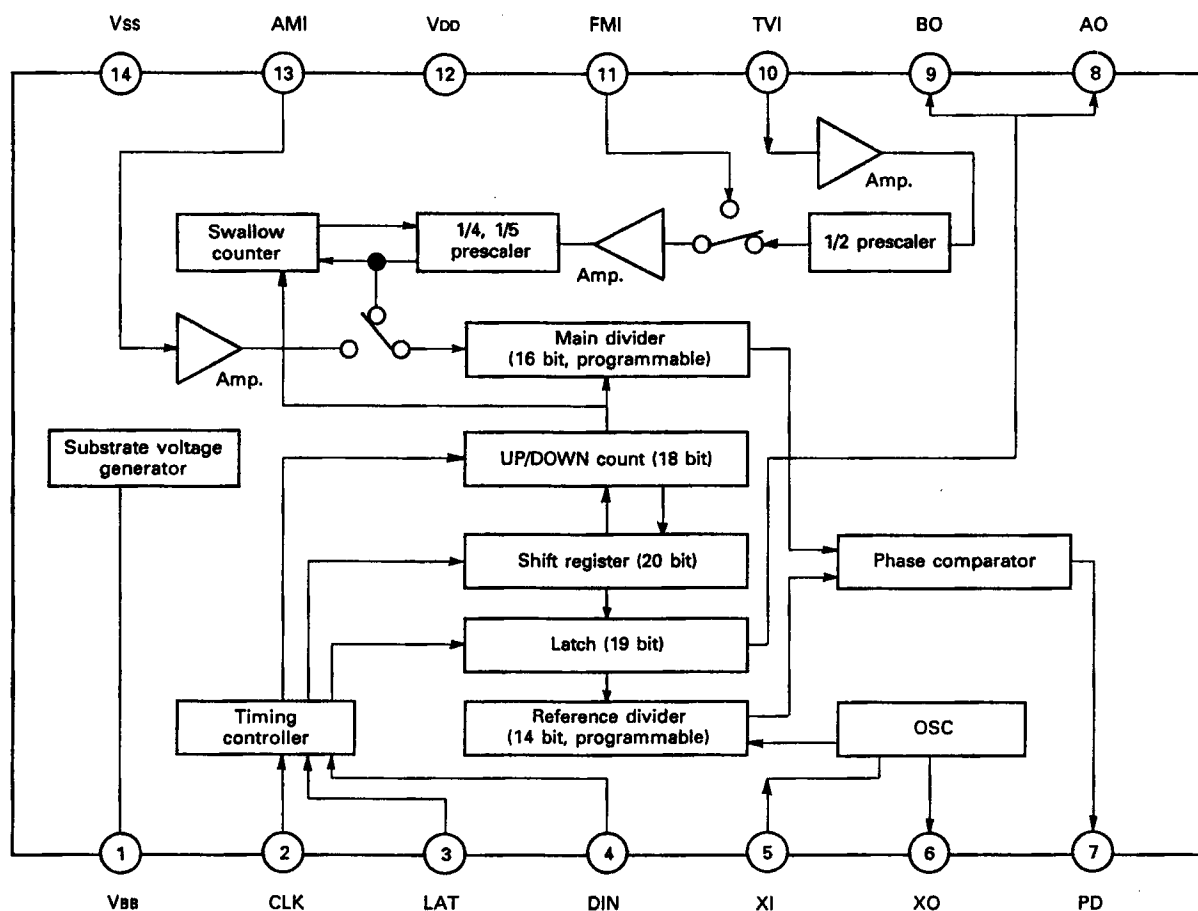 VSS
AMI
VDD
FMI
TVI
BO
AO
14
13
12
11
10
9
8
Amp.
Swallow
counter
1/4, 1/5
prescaler
Amp.
1/2 prescaler
Amp.
Main divider
(16 bit, programmable)
Substrate voltage
generator
UP/DOWN count (18 bit)
Shift register (20 bit)
Phase comparator
Latch (19 bit)
Timing
controller
Reference divider
(14 bit, programmable)
OSC
1
2
3
4
5
6
7
VBB
CLK
LAT
DIN
XI
XO
PD